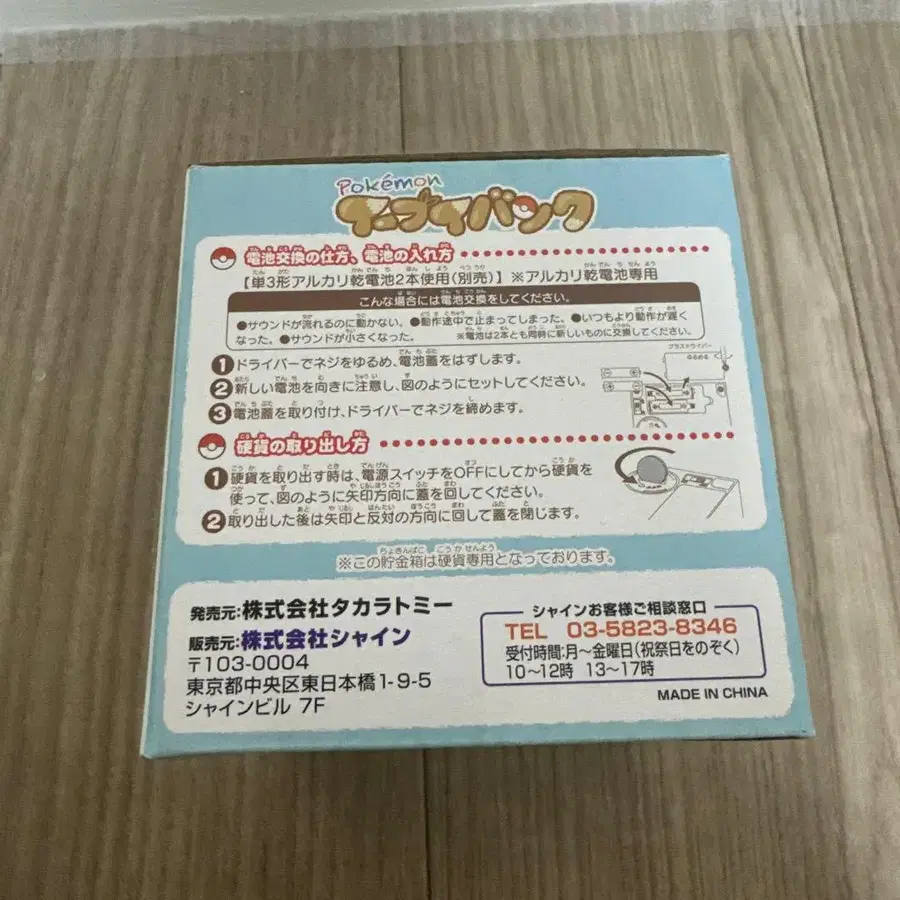 Pokémon
イーブイバンク
電池交換の仕方、電池の入れ方
【単3形アルカリ乾電池2本使用(別売)】※アルカリ乾電池専用
こんな場合には電池交換をしてください。
●サウンドが流れるのに動かない。●動作途中で止まってしまった。●いつもより動作が遅く
なった。●サウンドが小さくなった。 ※電池は2本とも同時に新しいものに交換してください。
プラスドライバー
ゆるめる
1 ドライバーでネジをゆるめ、電池蓋をはずします。
2 新しい電池を向きに注意し、図のようにセットしてください。
3 電池蓋を取り付け、ドライバーでネジを締めます。
硬貨の取り出し方
1 硬貨を取り出す時は、電源スイッチをOFFにしてから硬貨を
使って、図のように矢印方向に蓋を回してください。
2 取り出した後は矢印と反対の方向に回して蓋を閉じます。
※この貯金箱は硬貨専用となっております。
発売元:株式会社タカラトミー
販売元:株式会社シャイン
〒103-0004
東京都中央区東日本橋1-9-5
シャインビル 7F
シャインお客様ご相談窓口
TEL 03-5823-8346
受付時間:月~金曜日(祝祭日をのぞく)
10~12時 13~17時
MADE IN CHINA